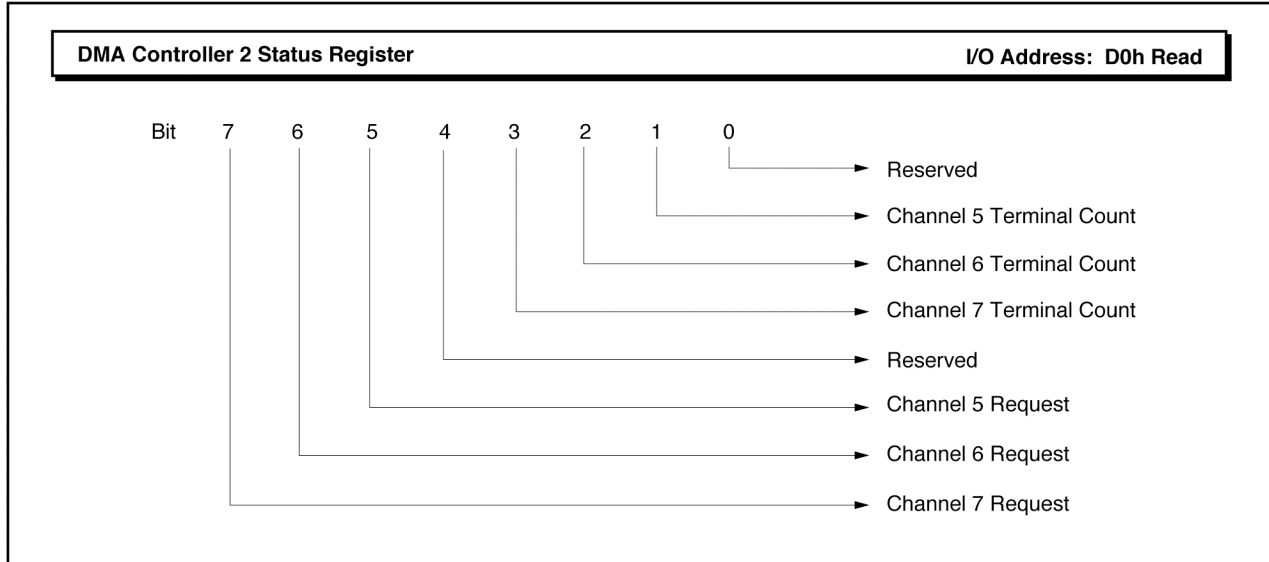 DMA Controller 2 Status Register I/O Address: D0h Read
Bit 7 6 5 4 3 2 1 0
Reserved
Channel 5 Terminal Count
Channel 6 Terminal Count
Channel 7 Terminal Count
Reserved
Channel 5 Request
Channel 6 Request
Channel 7 Request